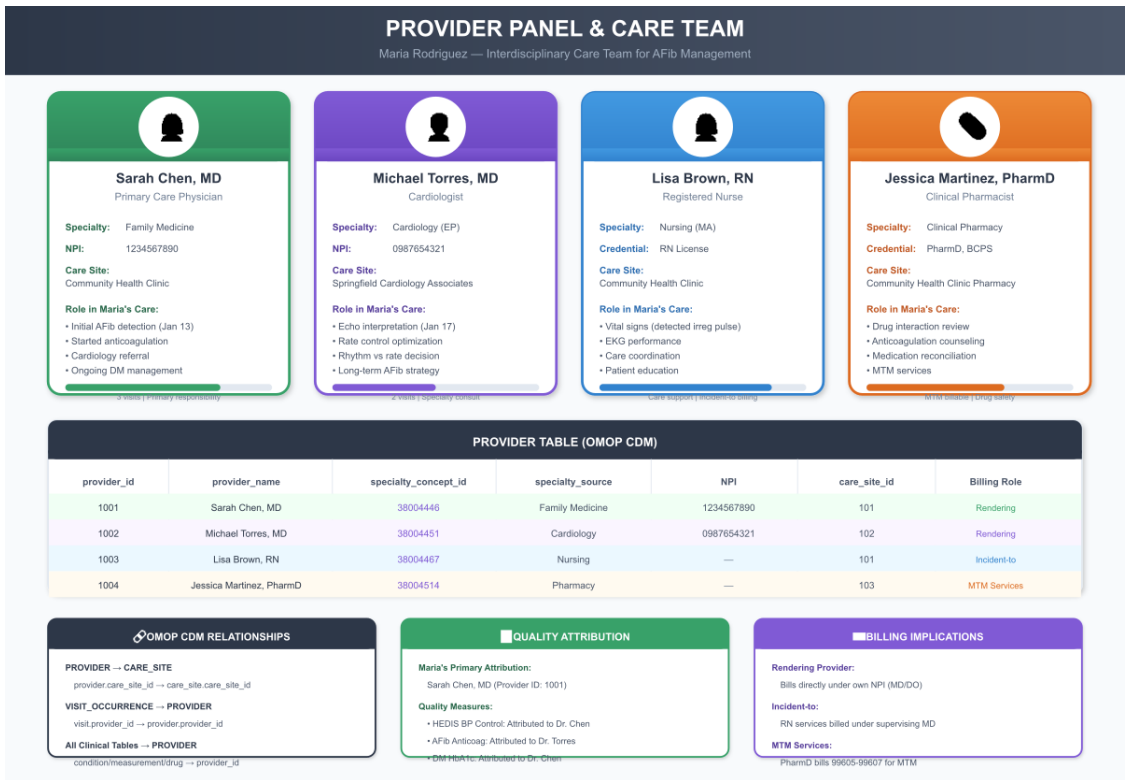 PROVIDER PANEL & CARE TEAM
Maria Rodriguez — Interdisciplinary Care Team for AFib Management
Sarah Chen, MD
Primary Care Physician
Specialty: Family Medicine
NPI: 1234567890
Care Site:
Community Health Clinic
Role in Maria's Care:
• Initial AFib detection (Jan 13)
• Started anticoagulation
• Cardiology referral
• Ongoing DM management
3 visits | Primary responsibility
Michael Torres, MD
Cardiologist
Specialty: Cardiology (EP)
NPI: 0987654321
Care Site:
Springfield Cardiology Associates
Role in Maria's Care:
• Echo interpretation (Jan 17)
• Rate control optimization
• Rhythm vs rate decision
• Long-term AFib strategy
2 visits | Specialty consult
Lisa Brown, RN
Registered Nurse
Specialty: Nursing (MA)
Credential: RN License
Care Site:
Community Health Clinic
Role in Maria's Care:
• Vital signs (detected irreg pulse)
• EKG performance
• Care coordination
• Patient education
Care support | Incident-to billing
Jessica Martinez, PharmD
Clinical Pharmacist
Specialty: Clinical Pharmacy
Credential: PharmD, BCPS
Care Site:
Community Health Clinic Pharmacy
Role in Maria's Care:
• Drug interaction review
• Anticoagulation counseling
• Medication reconciliation
• MTM services
MTM billable | Drug safety
PROVIDER TABLE (OMOP CDM)
provider_id provider_name specialty_concept_id specialty_source NPI care_site_id Billing Role
1001 Sarah Chen, MD 38004446 Family Medicine 1234567890 101 Rendering
1002 Michael Torres, MD 38004451 Cardiology 0987654321 102 Rendering
1003 Lisa Brown, RN 38004467 Nursing — 101 Incident-to
1004 Jessica Martinez, PharmD 38004514 Pharmacy — 103 MTM Services
OMOP CDM RELATIONSHIPS
PROVIDER → CARE_SITE
provider.care_site_id → care_site.care_site_id
VISIT_OCCURRENCE → PROVIDER
visit.provider_id → provider.provider_id
All Clinical Tables → PROVIDER
condition/measurement/drug → provider_id
QUALITY ATTRIBUTION
Maria's Primary Attribution:
Sarah Chen, MD (Provider ID: 1001)
Quality Measures:
• HEDIS BP Control: Attributed to Dr. Chen
• AFib Anticoag: Attributed to Dr. Torres
• DM HbA1c: Attributed to Dr. Chen
BILLING IMPLICATIONS
Rendering Provider:
Bills directly under own NPI (MD/DO)
Incident-to:
RN services billed under supervising MD
MTM Services:
PharmD bills 99605-99607 for MTM